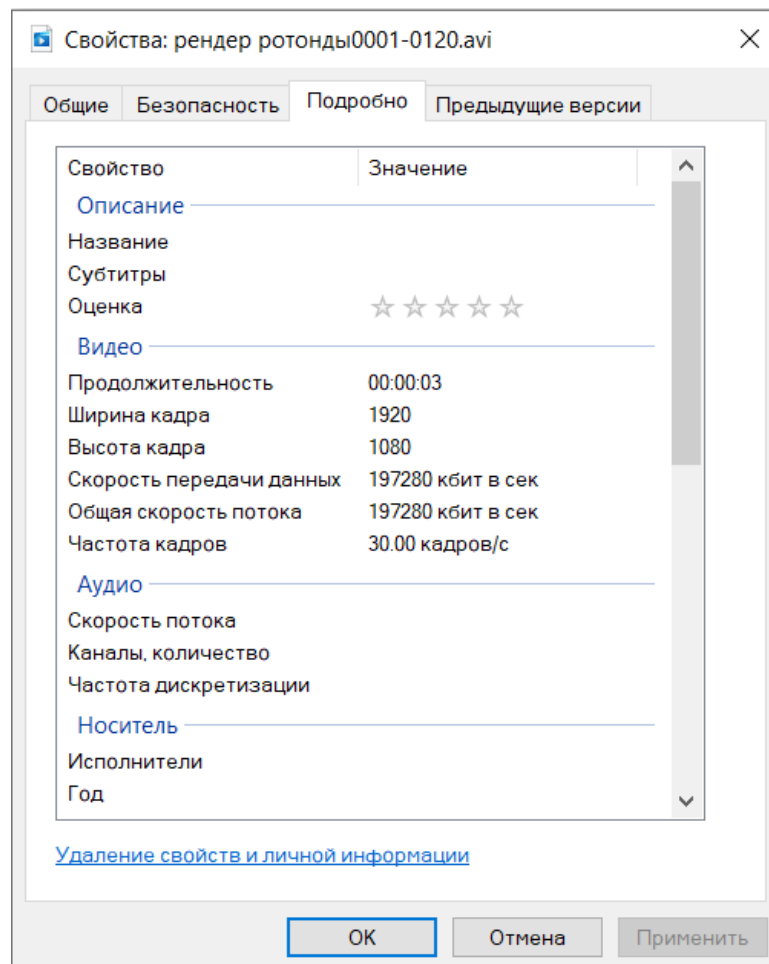 Свойства: рендер ротонды0001-0120.avi
Общие Безопасность Подробно Предыдущие версии
Свойство Значение
Описание
Название
Субтитры
Оценка
Видео
Продолжительность 00:00:03
Ширина кадра 1920
Высота кадра 1080
Скорость передачи данных 197280 кбит в сек
Общая скорость потока 197280 кбит в сек
Частота кадров 30.00 кадров/с
Аудио
Скорость потока
Каналы, количество
Частота дискретизации
Носитель
Исполнители
Год
Удаление свойств и личной информации
OK Отмена Применить